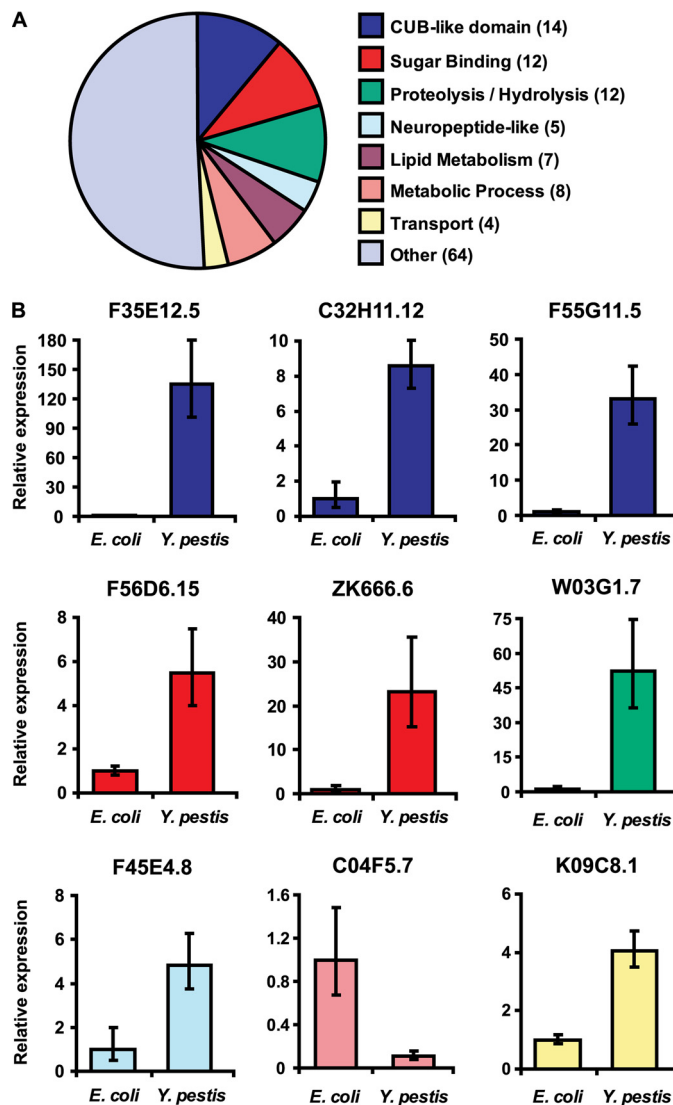 A
CUB-like domain (14)
Sugar Binding (12)
Proteolysis / Hydrolysis (12)
Neuropeptide-like (5)
Lipid Metabolism (7)
Metabolic Process (8)
Transport (4)
Other (64)
B
F35E12.5
C32H11.12
F55G11.5
Relative expression
180
150
120
90
60
30
0
10
8
6
4
2
0
50
40
30
20
10
0
E. coli Y. pestis
E. coli Y. pestis
E. coli Y. pestis
F56D6.15
ZK666.6
W03G1.7
Relative expression
8
6
4
2
0
40
30
20
10
0
75
60
45
30
15
0
E. coli Y. pestis
E. coli Y. pestis
E. coli Y. pestis
F45E4.8
C04F5.7
K09C8.1
Relative expression
8
6
4
2
0
1.6
1.2
0.8
0.4
0
6
4
2
0
E. coli Y. pestis
E. coli Y. pestis
E. coli Y. pestis